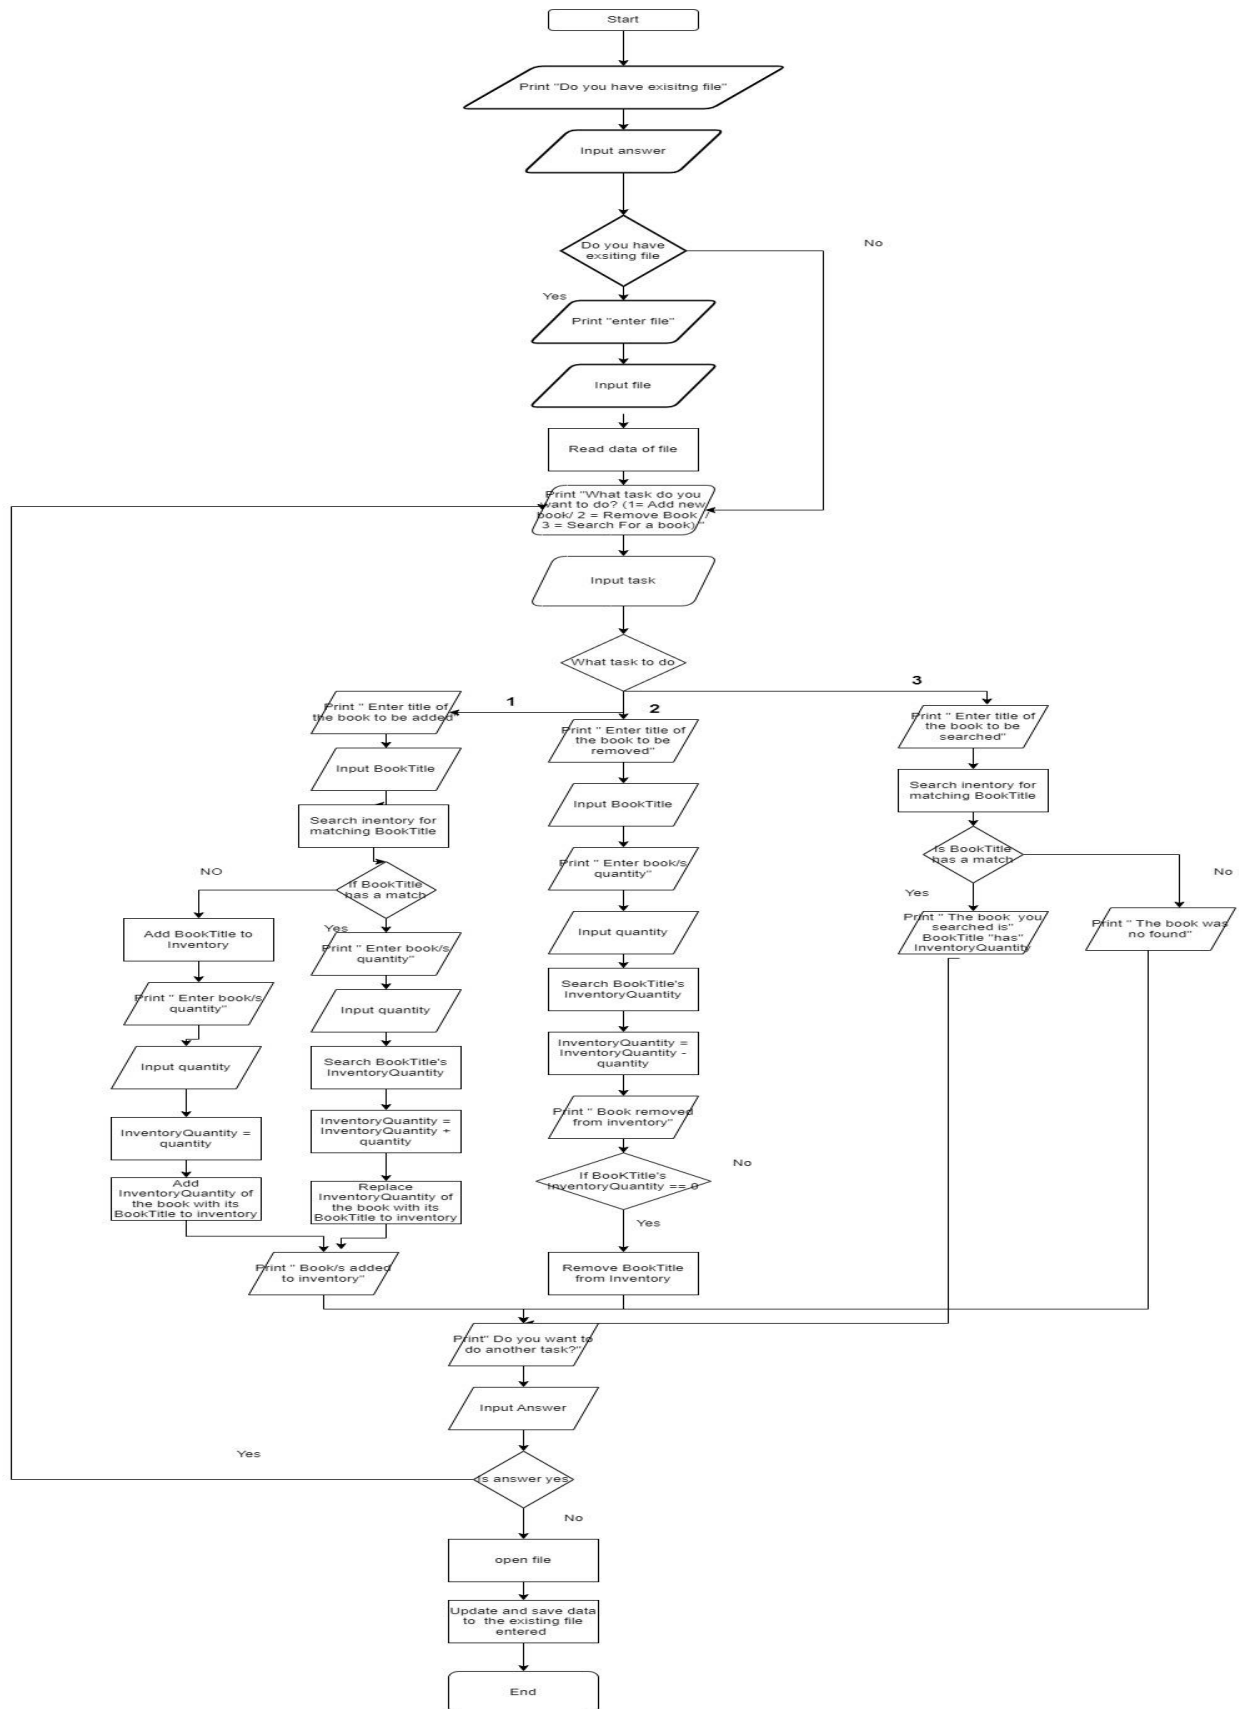 Start
Print "Do you have exisitng file"
Input answer
Do you have
exsiting file
No
Yes
Print "enter file"
Input file
Read data of file
Print "What task do you
want to do? (1= Add new
book/ 2 = Remove Book /
3 = Search For a book) "
Input task
What task to do
1
2
3
Print " Enter title of
the book to be added"
Input BookTitle
Search inentory for
matching BookTitle
If BookTitle
has a match
NO
Add BookTitle to
Inventory
Print " Enter book/s
quantity"
Input quantity
InventoryQuantity =
quantity
Add
InventoryQuantity of
the book with its
BookTitle to inventory
Yes
Print " Enter book/s
quantity"
Input quantity
Search BookTitle's
InventoryQuantity
InventoryQuantity =
InventoryQuantity +
quantity
Replace
InventoryQuantity of
the book with its
BookTitle to inventory
Print " Book/s added
to inventory"
Print " Enter title of
the book to be
removed"
Input BookTitle
Print " Enter book/s
quantity"
Input quantity
Search BookTitle's
InventoryQuantity
InventoryQuantity =
InventoryQuantity -
quantity
Print " Book removed
from inventory"
If BooKTitle's
InventoryQuantity == 0
No
Yes
Remove BookTitle
from Inventory
Print " Enter title of
the book to be
searched"
Search inentory for
matching BookTitle
Is BookTitle
has a match
Yes
No
Print " The book you
searched is"
BookTitle "has"
InventoryQuantity
Print " The book was
no found"
Print" Do you want to
do another task?"
Input Answer
Is answer yes
Yes
No
open file
Update and save data
to the existing file
entered
End